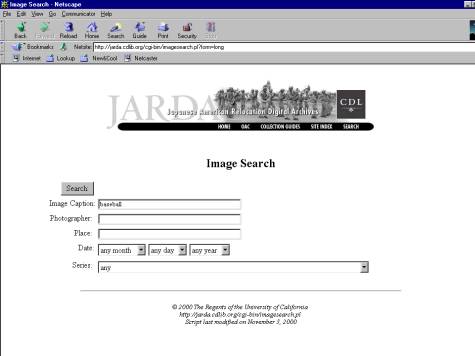 Image Search - Netscape
File Edit View Go Communicator Help
Back Forward Reload Home Search Guide Print Security
Bookmarks Netsite: http://jarda.cdlib.org/cgi-bin/imagesearch.pl?form=long
Internet Lookup New&Cool Netcaster
JARDA
Japanese American Relocation Digital Archives
CDL
HOME OAC COLLECTION GUIDES SITE INDEX SEARCH
Image Search
Search
Image Caption: baseball
Photographer:
Place:
Date: any month any day any year
Series: any
© 2000 The Regents of the University of California
http://jarda.cdlib.org/cgi-bin/imagesearch.pl
Script last modified on November 3, 2000